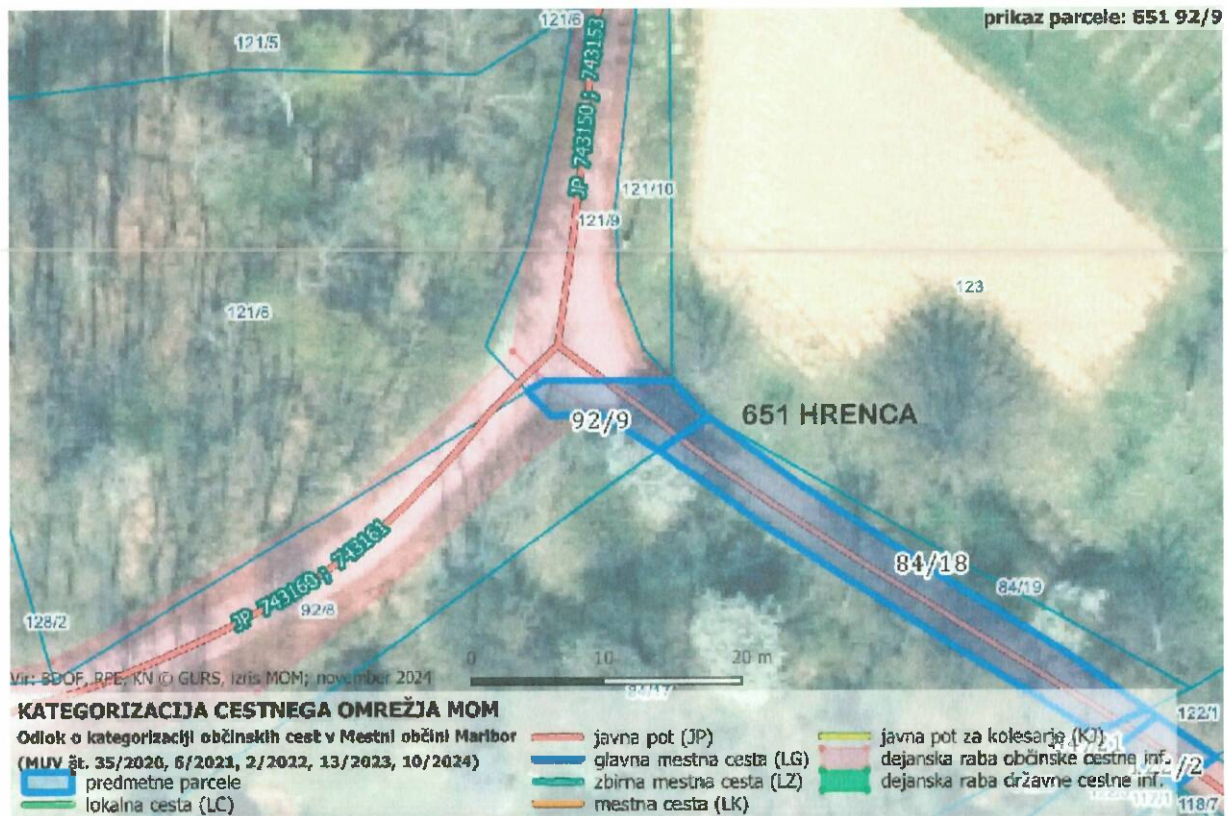 prikaz parcele: 651 92/9
121/6
121/5
JP 743150 ; 743153
121/10
121/9
123
121/8
92/9
651 HRENCA
84/18
84/19
JP 743160 ; 743161
92/8
128/2
0 10 20 m
Vir: BDOF, RPE, KN © GURS, izris MOM; november 2024
84/17
122/1
KATEGORIZACIJA CESTNEGA OMREŽJA MOM
Odlok o kategorizaciji občinskih cest v Mestni občini Maribor
(MUV št. 35/2020, 6/2021, 2/2022, 13/2023, 10/2024)
predmetne parcele
lokalna cesta (LC)
javna pot (JP)
glavna mestna cesta (LG)
zbirna mestna cesta (LZ)
mestna cesta (LK)
javna pot za kolesarje (KJ)
dejanska raba občinske cestne inf.
dejanska raba državne cestne inf.
118/7